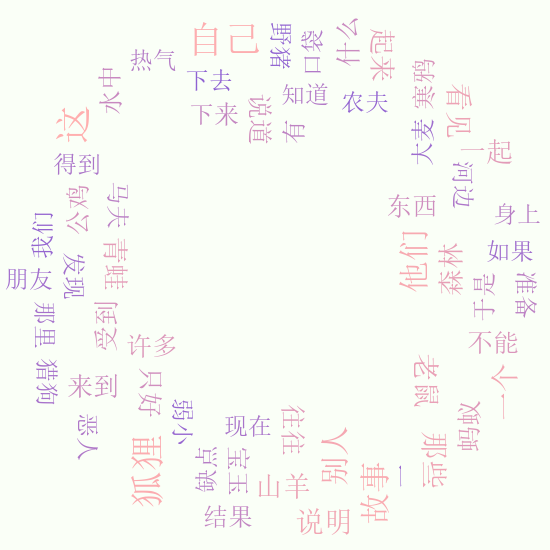 自己
野猪
口袋
什么
起来
热气
水中
下去
下来
说道
知道
有
农夫
寒鸦
看见
大麦
一起
这
得到
河边
公鸡
马夫
东西
身上
我们
青蛙
他们
森林
如果
朋友
发现
于是
准备
那里
受到
许多
不能
猎狗
来到
只好
老鼠
一个
恶人
弱小
现在
往往
蚂蚁
狐狸
缺点
宝玉
山羊
别人
故事
一
那些
结果
说明